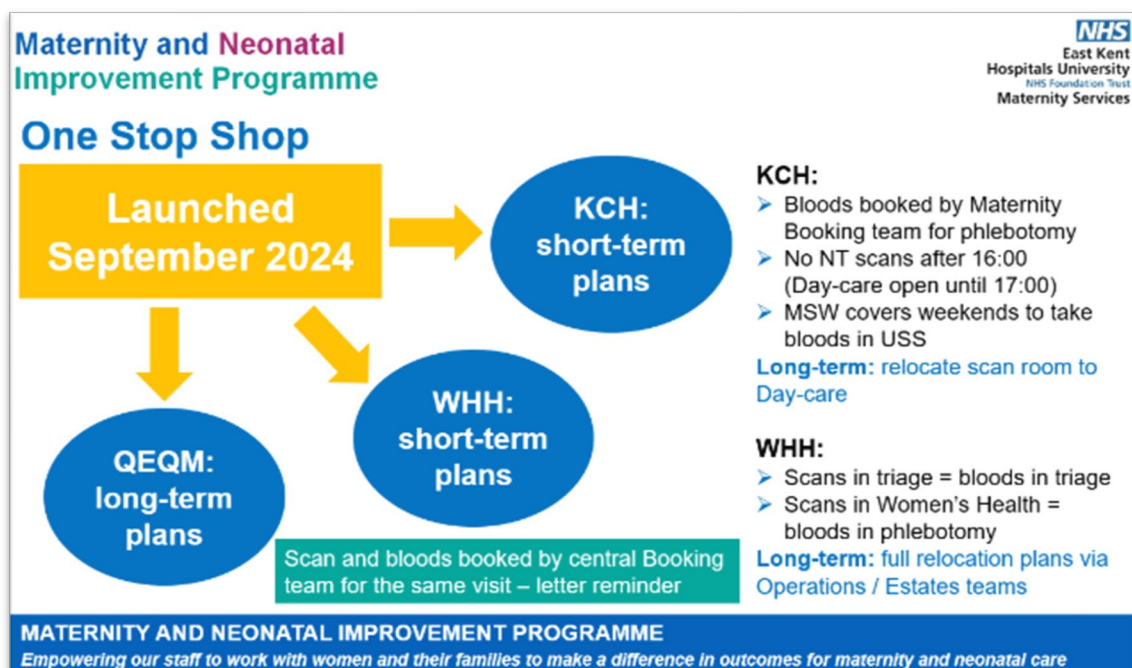 Maternity and Neonatal
Improvement Programme
NHS
East Kent
Hospitals University
NHS Foundation Trust
Maternity Services
One Stop Shop
Launched
September 2024
KCH:
short-term
plans
WHH:
short-term
plans
QEQM:
long-term
plans
Scan and bloods booked by central Booking
team for the same visit – letter reminder
KCH:
Bloods booked by Maternity
Booking team for phlebotomy
No NT scans after 16:00
(Day-care open until 17:00)
MSW covers weekends to take
bloods in USS
Long-term: relocate scan room to
Day-care
WHH:
Scans in triage = bloods in triage
Scans in Women's Health =
bloods in phlebotomy
Long-term: full relocation plans via
Operations / Estates teams
MATERNITY AND NEONATAL IMPROVEMENT PROGRAMME
Empowering our staff to work with women and their families to make a difference in outcomes for maternity and neonatal care